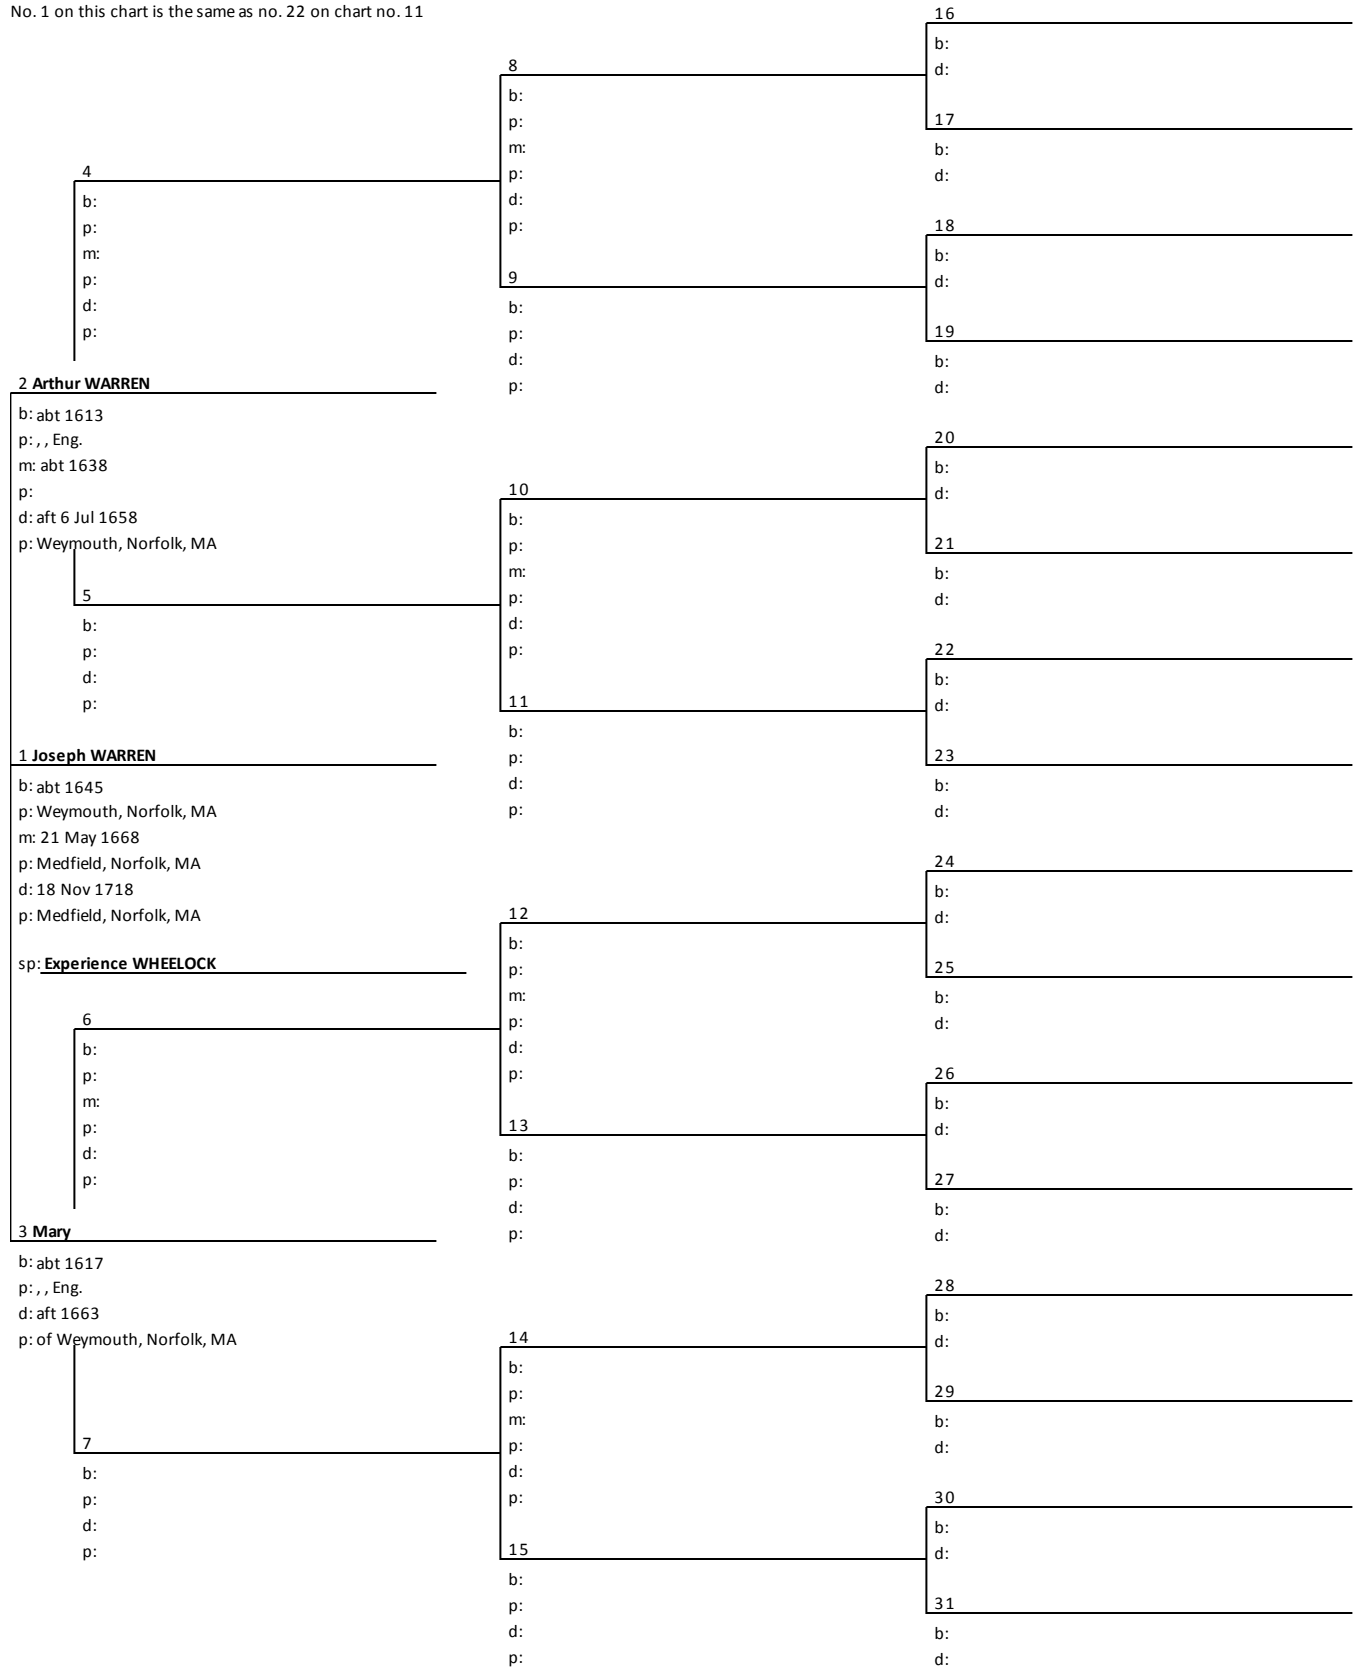 No. 1 on this chart is the same as no. 22 on chart no. 11
4
b:
p:
m:
p:
d:
p:
2 Arthur WARREN
b: abt 1613
p: , , Eng.
m: abt 1638
p:
d: aft 6 Jul 1658
p: Weymouth, Norfolk, MA
5
b:
p:
d:
p:
1 Joseph WARREN
b: abt 1645
p: Weymouth, Norfolk, MA
m: 21 May 1668
p: Medfield, Norfolk, MA
d: 18 Nov 1718
p: Medfield, Norfolk, MA
sp: Experience WHEELOCK
6
b:
p:
m:
p:
d:
p:
3 Mary
b: abt 1617
p: , , Eng.
d: aft 1663
p: of Weymouth, Norfolk, MA
7
b:
p:
d:
p:
8
b:
p:
m:
p:
d:
p:
9
b:
p:
d:
p:
10
b:
p:
m:
p:
d:
p:
11
b:
p:
d:
p:
12
b:
p:
m:
p:
d:
p:
13
b:
p:
d:
p:
14
b:
p:
m:
p:
d:
p:
15
b:
p:
d:
p:
16
b:
d:
17
b:
d:
18
b:
d:
19
b:
d:
20
b:
d:
21
b:
d:
22
b:
d:
23
b:
d:
24
b:
d:
25
b:
d:
26
b:
d:
27
b:
d:
28
b:
d:
29
b:
d:
30
b:
d:
31
b:
d: